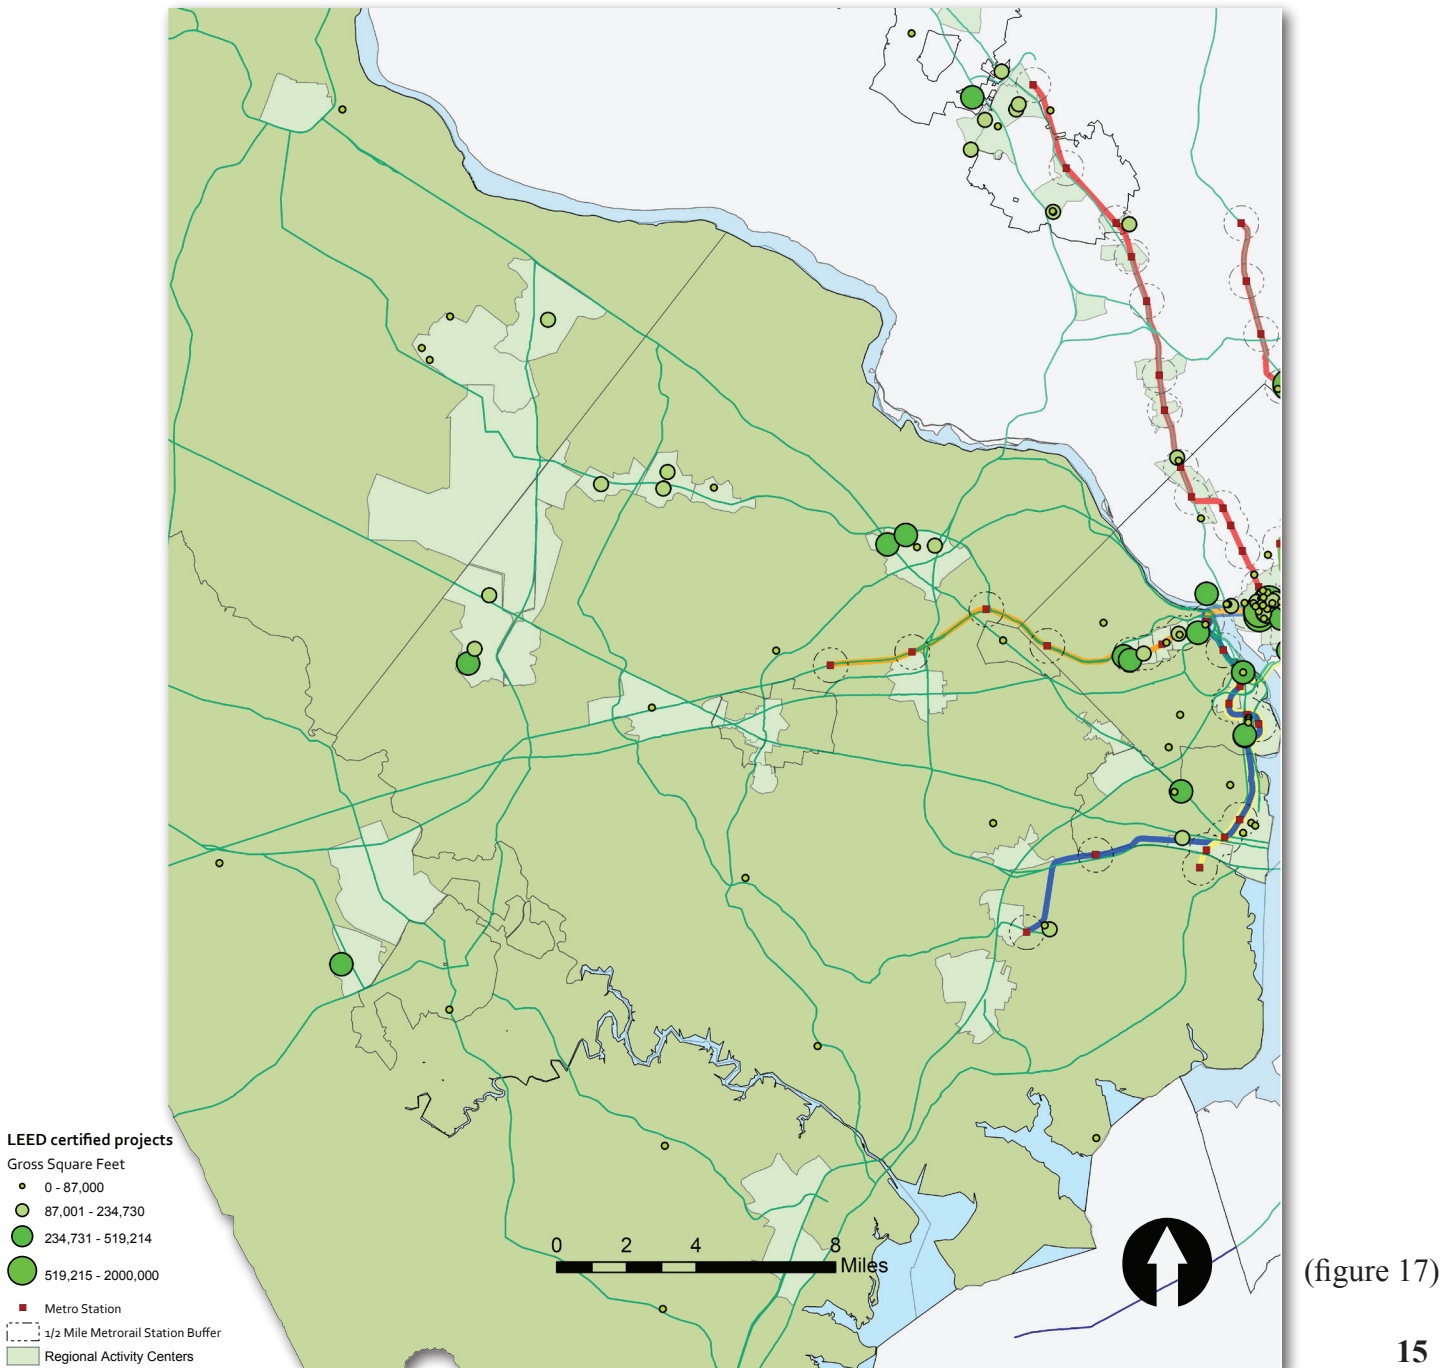 LEED certified projects
Gross Square Feet
0 - 87,000
87,001 - 234,730
234,731 - 519,214
519,215 - 2000,000
Metro Station
1/2 Mile Metrorail Station Buffer
Regional Activity Centers
0 2 4 8
Miles
(figure 17)
15